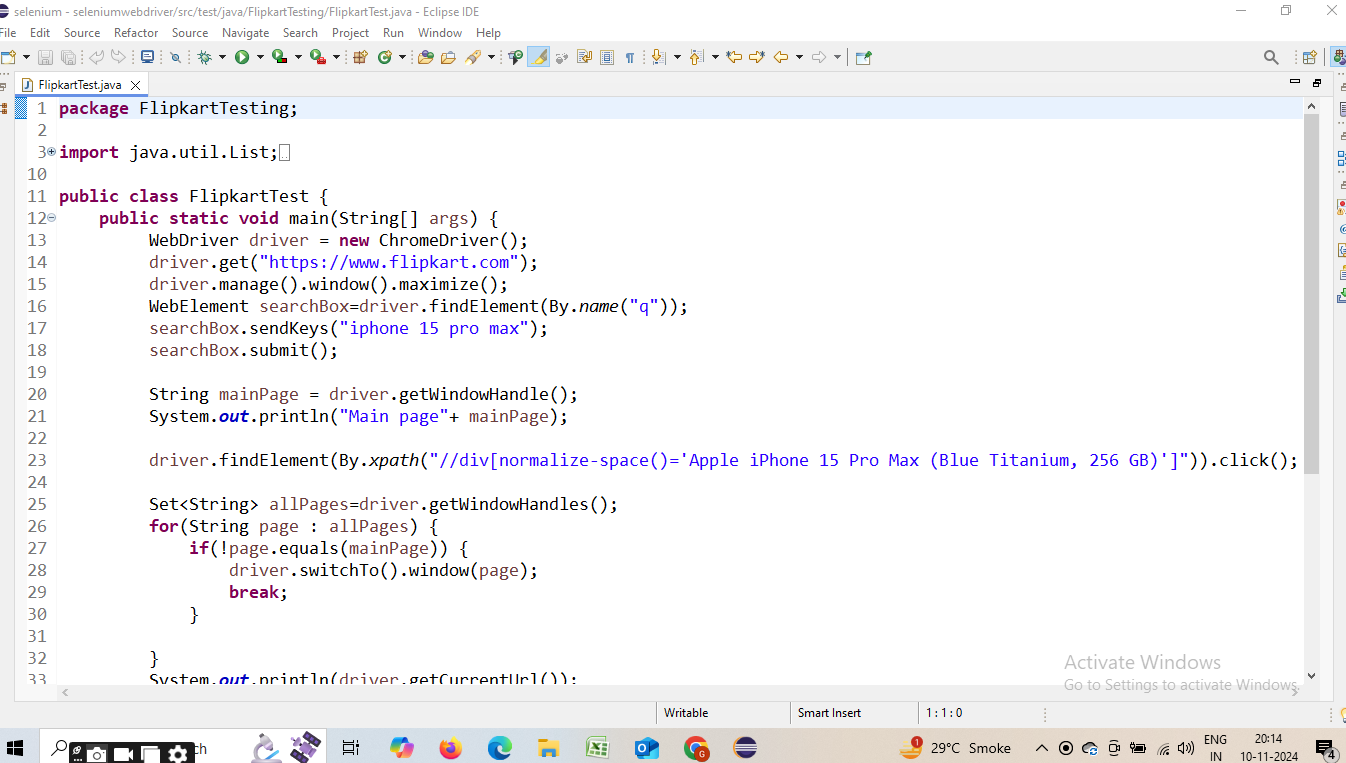 selenium - seleniumwebdriver/src/test/java/FlipkartTesting/FlipkartTest.java - Eclipse IDE
File Edit Source Refactor Source Navigate Search Project Run Window Help
FlipkartTest.java
1 package FlipkartTesting;
2
3 import java.util.List;
10
11 public class FlipkartTest {
12 public static void main(String[] args) {
13 WebDriver driver = new ChromeDriver();
14 driver.get("https://www.flipkart.com");
15 driver.manage().window().maximize();
16 WebElement searchBox=driver.findElement(By.name("q"));
17 searchBox.sendKeys("iphone 15 pro max");
18 searchBox.submit();
19
20 String mainPage = driver.getWindowHandle();
21 System.out.println("Main page"+ mainPage);
22
23 driver.findElement(By.xpath("//div[normalize-space()='Apple iPhone 15 Pro Max (Blue Titanium, 256 GB)']")).click();
24
25 Set<String> allPages=driver.getWindowHandles();
26 for(String page : allPages) {
27 if(!page.equals(mainPage)) {
28 driver.switchTo().window(page);
29 break;
30 }
31
32 }
33 System.out.println(driver.getCurrentUrl());
Activate Windows
Go to Settings to activate Windows.
Writable Smart Insert 1 : 1 : 0
ch
1
29°C Smoke
ENG
IN
20:14
10-11-2024
4